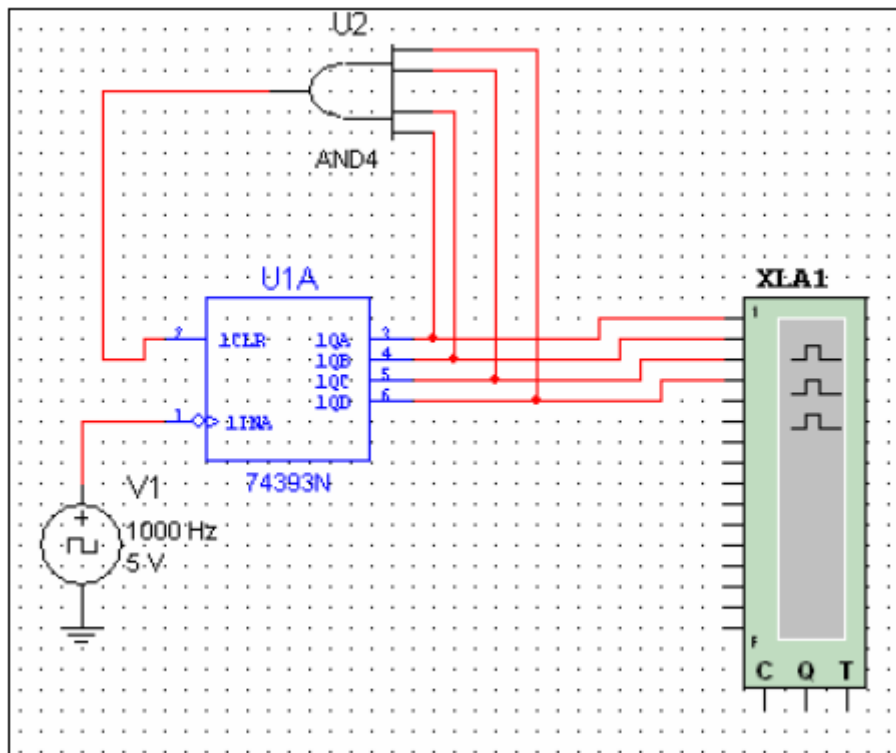 U2
AND4
U1A
XLA1
2 1CLR 1QA 3
1QB 4
1QC 5
1QD 6
1 1INA
74393N
V1
1000 Hz
5 V
1
F
C Q T